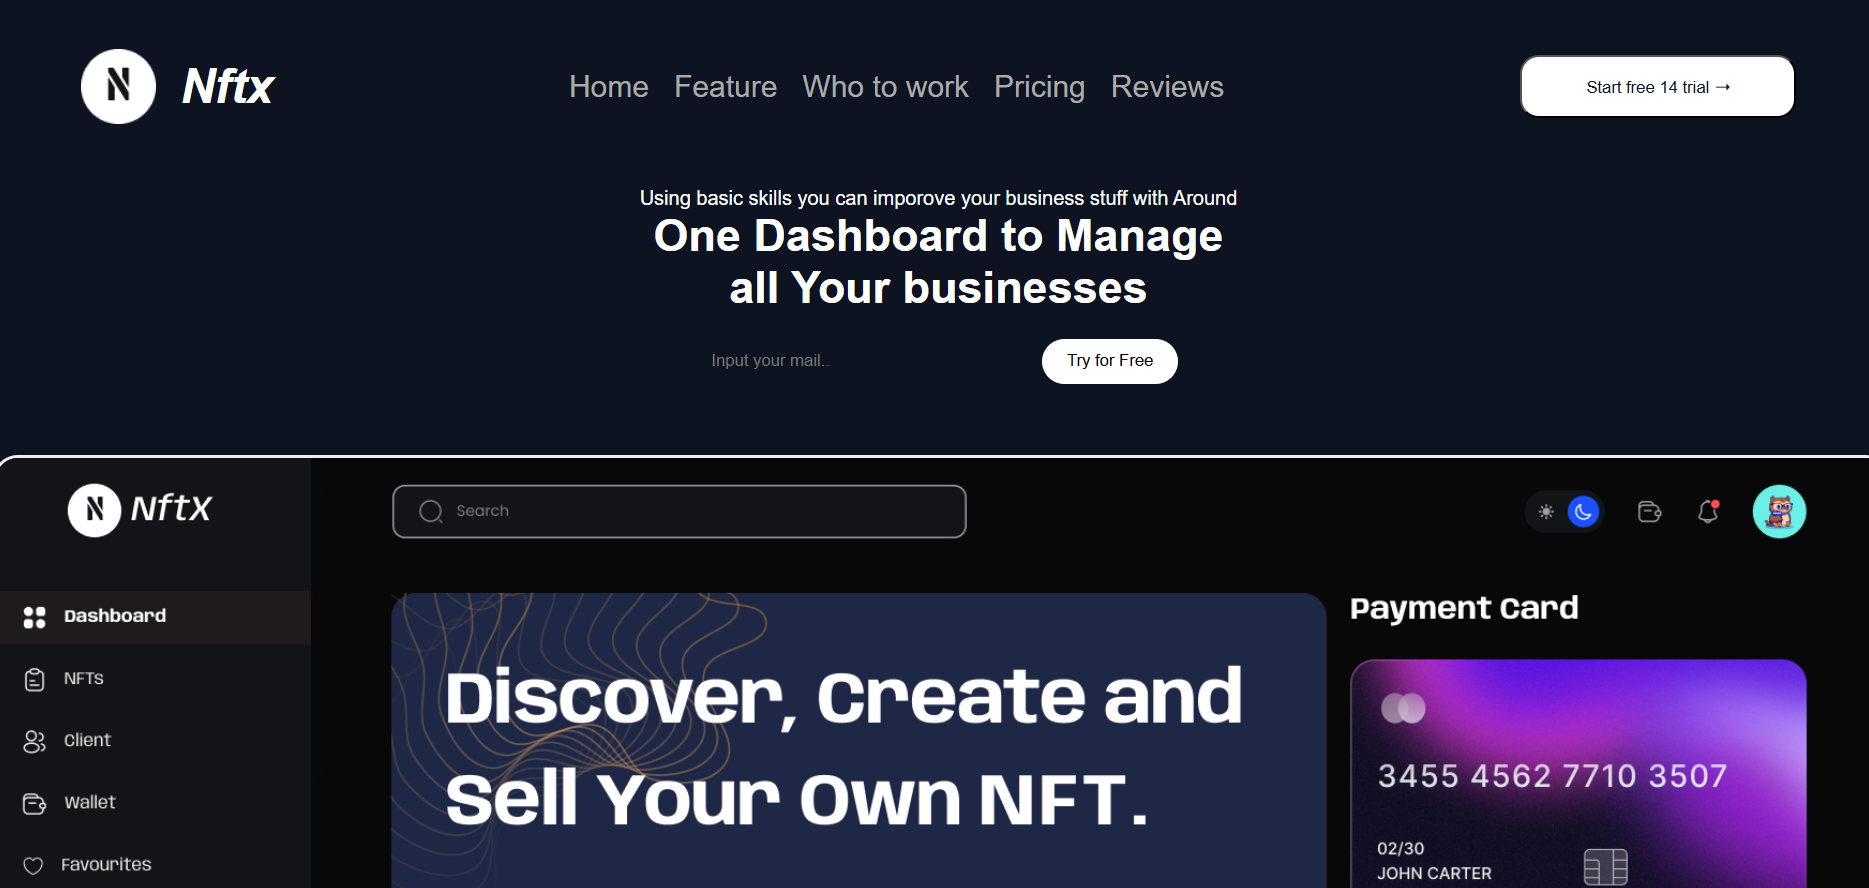 N Nftx
Home Feature Who to work Pricing Reviews
Start free 14 trial →
Using basic skills you can imporove your business stuff with Around
One Dashboard to Manage
all Your businesses
Input your mail..
Try for Free
N NftX
Search
Dashboard
NFTs
Client
Wallet
Favourites
Discover, Create and
Sell Your Own NFT.
Payment Card
3455 4562 7710 3507
02/30
JOHN CARTER